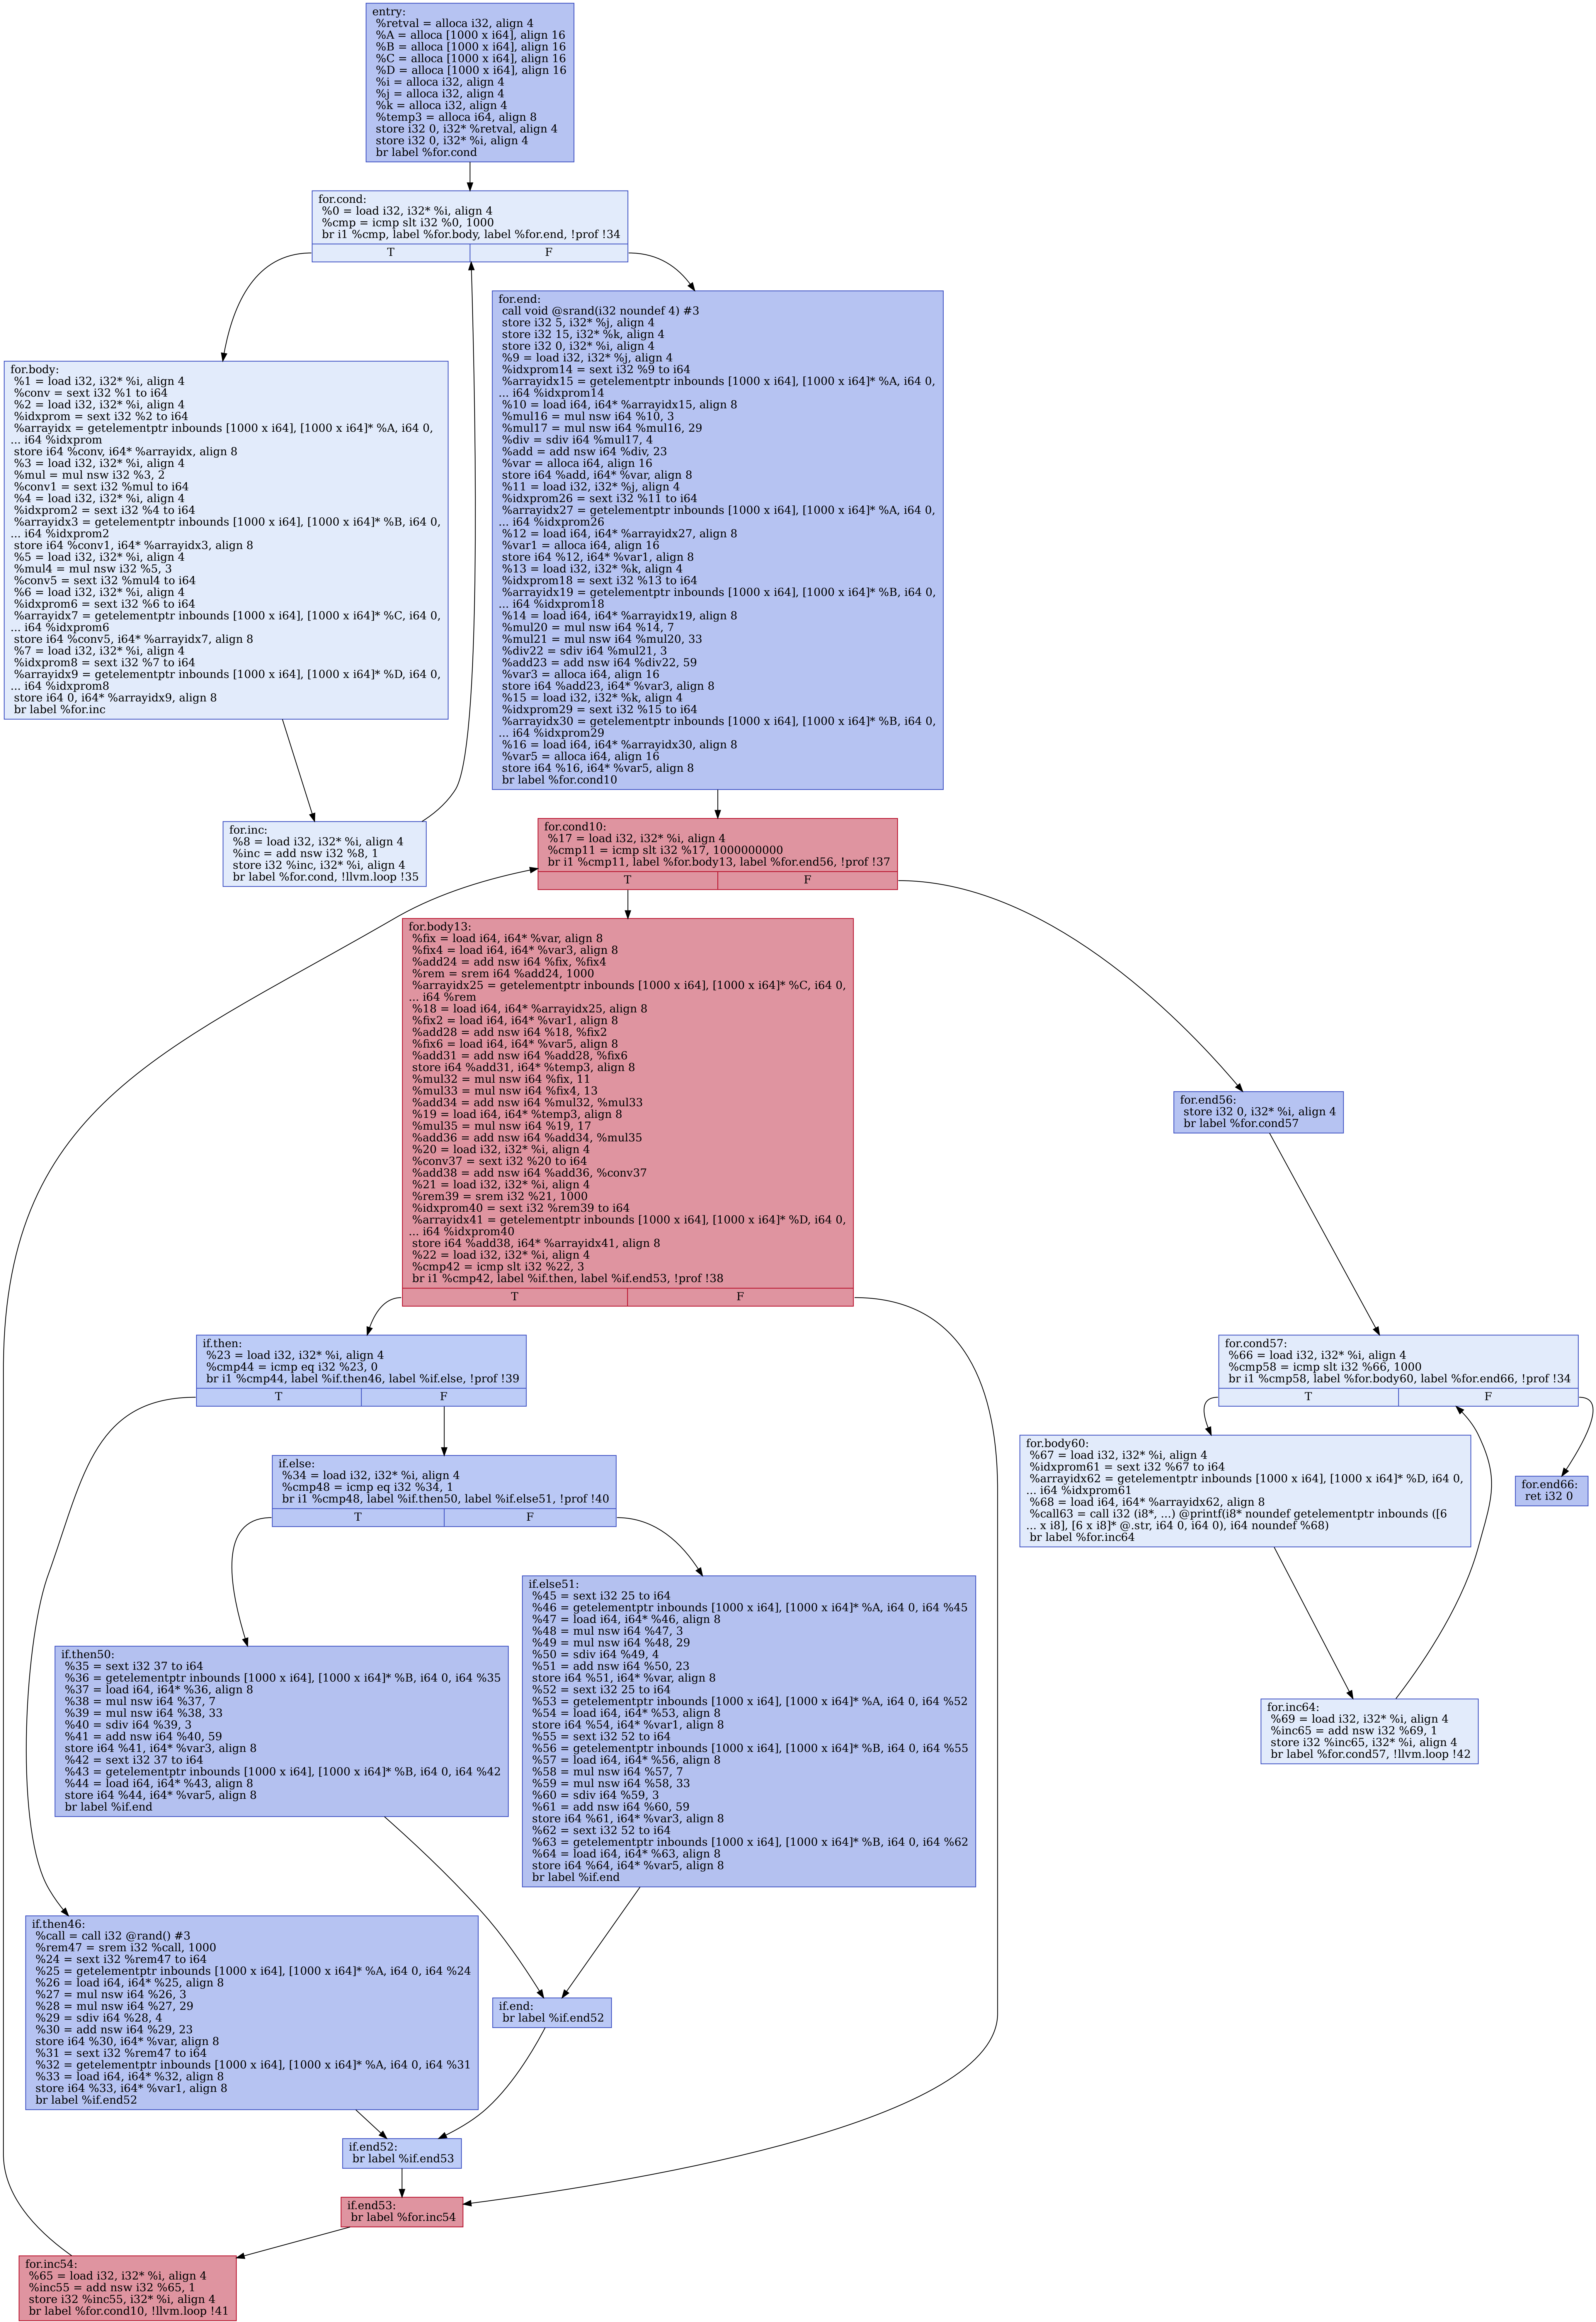 entry:
%retval = alloca i32, align 4
%A = alloca [1000 x i64], align 16
%B = alloca [1000 x i64], align 16
%C = alloca [1000 x i64], align 16
%D = alloca [1000 x i64], align 16
%i = alloca i32, align 4
%j = alloca i32, align 4
%k = alloca i32, align 4
%temp3 = alloca i64, align 8
store i32 0, i32* %retval, align 4
store i32 0, i32* %i, align 4
br label %for.cond
for.cond:
%0 = load i32, i32* %i, align 4
%cmp = icmp slt i32 %0, 1000
br i1 %cmp, label %for.body, label %for.end, !prof !34
T
F
for.body:
%1 = load i32, i32* %i, align 4
%conv = sext i32 %1 to i64
%2 = load i32, i32* %i, align 4
%idxprom = sext i32 %2 to i64
%arrayidx = getelementptr inbounds [1000 x i64], [1000 x i64]* %A, i64 0,
... i64 %idxprom
store i64 %conv, i64* %arrayidx, align 8
%3 = load i32, i32* %i, align 4
%mul = mul nsw i32 %3, 2
%conv1 = sext i32 %mul to i64
%4 = load i32, i32* %i, align 4
%idxprom2 = sext i32 %4 to i64
%arrayidx3 = getelementptr inbounds [1000 x i64], [1000 x i64]* %B, i64 0,
... i64 %idxprom2
store i64 %conv1, i64* %arrayidx3, align 8
%5 = load i32, i32* %i, align 4
%mul4 = mul nsw i32 %5, 3
%conv5 = sext i32 %mul4 to i64
%6 = load i32, i32* %i, align 4
%idxprom6 = sext i32 %6 to i64
%arrayidx7 = getelementptr inbounds [1000 x i64], [1000 x i64]* %C, i64 0,
... i64 %idxprom6
store i64 %conv5, i64* %arrayidx7, align 8
%7 = load i32, i32* %i, align 4
%idxprom8 = sext i32 %7 to i64
%arrayidx9 = getelementptr inbounds [1000 x i64], [1000 x i64]* %D, i64 0,
... i64 %idxprom8
store i64 0, i64* %arrayidx9, align 8
br label %for.inc
for.inc:
%8 = load i32, i32* %i, align 4
%inc = add nsw i32 %8, 1
store i32 %inc, i32* %i, align 4
br label %for.cond, !llvm.loop !35
for.end:
call void @srand(i32 noundef 4) #3
store i32 5, i32* %j, align 4
store i32 15, i32* %k, align 4
store i32 0, i32* %i, align 4
%9 = load i32, i32* %j, align 4
%idxprom14 = sext i32 %9 to i64
%arrayidx15 = getelementptr inbounds [1000 x i64], [1000 x i64]* %A, i64 0,
... i64 %idxprom14
%10 = load i64, i64* %arrayidx15, align 8
%mul16 = mul nsw i64 %10, 3
%mul17 = mul nsw i64 %mul16, 29
%div = sdiv i64 %mul17, 4
%add = add nsw i64 %div, 23
%var = alloca i64, align 16
store i64 %add, i64* %var, align 8
%11 = load i32, i32* %j, align 4
%idxprom26 = sext i32 %11 to i64
%arrayidx27 = getelementptr inbounds [1000 x i64], [1000 x i64]* %A, i64 0,
... i64 %idxprom26
%12 = load i64, i64* %arrayidx27, align 8
%var1 = alloca i64, align 16
store i64 %12, i64* %var1, align 8
%13 = load i32, i32* %k, align 4
%idxprom18 = sext i32 %13 to i64
%arrayidx19 = getelementptr inbounds [1000 x i64], [1000 x i64]* %B, i64 0,
... i64 %idxprom18
%14 = load i64, i64* %arrayidx19, align 8
%mul20 = mul nsw i64 %14, 7
%mul21 = mul nsw i64 %mul20, 33
%div22 = sdiv i64 %mul21, 3
%add23 = add nsw i64 %div22, 59
%var3 = alloca i64, align 16
store i64 %add23, i64* %var3, align 8
%15 = load i32, i32* %k, align 4
%idxprom29 = sext i32 %15 to i64
%arrayidx30 = getelementptr inbounds [1000 x i64], [1000 x i64]* %B, i64 0,
... i64 %idxprom29
%16 = load i64, i64* %arrayidx30, align 8
%var5 = alloca i64, align 16
store i64 %16, i64* %var5, align 8
br label %for.cond10
for.cond10:
%17 = load i32, i32* %i, align 4
%cmp11 = icmp slt i32 %17, 1000000000
br i1 %cmp11, label %for.body13, label %for.end56, !prof !37
T
F
for.body13:
%fix = load i64, i64* %var, align 8
%fix4 = load i64, i64* %var3, align 8
%add24 = add nsw i64 %fix, %fix4
%rem = srem i64 %add24, 1000
%arrayidx25 = getelementptr inbounds [1000 x i64], [1000 x i64]* %C, i64 0,
... i64 %rem
%18 = load i64, i64* %arrayidx25, align 8
%fix2 = load i64, i64* %var1, align 8
%add28 = add nsw i64 %18, %fix2
%fix6 = load i64, i64* %var5, align 8
%add31 = add nsw i64 %add28, %fix6
store i64 %add31, i64* %temp3, align 8
%mul32 = mul nsw i64 %fix, 11
%mul33 = mul nsw i64 %fix4, 13
%add34 = add nsw i64 %mul32, %mul33
%19 = load i64, i64* %temp3, align 8
%mul35 = mul nsw i64 %19, 17
%add36 = add nsw i64 %add34, %mul35
%20 = load i32, i32* %i, align 4
%conv37 = sext i32 %20 to i64
%add38 = add nsw i64 %add36, %conv37
%21 = load i32, i32* %i, align 4
%rem39 = srem i32 %21, 1000
%idxprom40 = sext i32 %rem39 to i64
%arrayidx41 = getelementptr inbounds [1000 x i64], [1000 x i64]* %D, i64 0,
... i64 %idxprom40
store i64 %add38, i64* %arrayidx41, align 8
%22 = load i32, i32* %i, align 4
%cmp42 = icmp slt i32 %22, 3
br i1 %cmp42, label %if.then, label %if.end53, !prof !38
T
F
for.end56:
store i32 0, i32* %i, align 4
br label %for.cond57
if.then:
%23 = load i32, i32* %i, align 4
%cmp44 = icmp eq i32 %23, 0
br i1 %cmp44, label %if.then46, label %if.else, !prof !39
T
F
for.cond57:
%66 = load i32, i32* %i, align 4
%cmp58 = icmp slt i32 %66, 1000
br i1 %cmp58, label %for.body60, label %for.end66, !prof !34
T
F
if.else:
%34 = load i32, i32* %i, align 4
%cmp48 = icmp eq i32 %34, 1
br i1 %cmp48, label %if.then50, label %if.else51, !prof !40
T
F
for.body60:
%67 = load i32, i32* %i, align 4
%idxprom61 = sext i32 %67 to i64
%arrayidx62 = getelementptr inbounds [1000 x i64], [1000 x i64]* %D, i64 0,
... i64 %idxprom61
%68 = load i64, i64* %arrayidx62, align 8
%call63 = call i32 (i8*, ...) @printf(i8* noundef getelementptr inbounds ([6
... x i8], [6 x i8]* @.str, i64 0, i64 0), i64 noundef %68)
br label %for.inc64
for.end66:
ret i32 0
if.then50:
%35 = sext i32 37 to i64
%36 = getelementptr inbounds [1000 x i64], [1000 x i64]* %B, i64 0, i64 %35
%37 = load i64, i64* %36, align 8
%38 = mul nsw i64 %37, 7
%39 = mul nsw i64 %38, 33
%40 = sdiv i64 %39, 3
%41 = add nsw i64 %40, 59
store i64 %41, i64* %var3, align 8
%42 = sext i32 37 to i64
%43 = getelementptr inbounds [1000 x i64], [1000 x i64]* %B, i64 0, i64 %42
%44 = load i64, i64* %43, align 8
store i64 %44, i64* %var5, align 8
br label %if.end
if.else51:
%45 = sext i32 25 to i64
%46 = getelementptr inbounds [1000 x i64], [1000 x i64]* %A, i64 0, i64 %45
%47 = load i64, i64* %46, align 8
%48 = mul nsw i64 %47, 3
%49 = mul nsw i64 %48, 29
%50 = sdiv i64 %49, 4
%51 = add nsw i64 %50, 23
store i64 %51, i64* %var, align 8
%52 = sext i32 25 to i64
%53 = getelementptr inbounds [1000 x i64], [1000 x i64]* %A, i64 0, i64 %52
%54 = load i64, i64* %53, align 8
store i64 %54, i64* %var1, align 8
%55 = sext i32 52 to i64
%56 = getelementptr inbounds [1000 x i64], [1000 x i64]* %B, i64 0, i64 %55
%57 = load i64, i64* %56, align 8
%58 = mul nsw i64 %57, 7
%59 = mul nsw i64 %58, 33
%60 = sdiv i64 %59, 3
%61 = add nsw i64 %60, 59
store i64 %61, i64* %var3, align 8
%62 = sext i32 52 to i64
%63 = getelementptr inbounds [1000 x i64], [1000 x i64]* %B, i64 0, i64 %62
%64 = load i64, i64* %63, align 8
store i64 %64, i64* %var5, align 8
br label %if.end
for.inc64:
%69 = load i32, i32* %i, align 4
%inc65 = add nsw i32 %69, 1
store i32 %inc65, i32* %i, align 4
br label %for.cond57, !llvm.loop !42
if.then46:
%call = call i32 @rand() #3
%rem47 = srem i32 %call, 1000
%24 = sext i32 %rem47 to i64
%25 = getelementptr inbounds [1000 x i64], [1000 x i64]* %A, i64 0, i64 %24
%26 = load i64, i64* %25, align 8
%27 = mul nsw i64 %26, 3
%28 = mul nsw i64 %27, 29
%29 = sdiv i64 %28, 4
%30 = add nsw i64 %29, 23
store i64 %30, i64* %var, align 8
%31 = sext i32 %rem47 to i64
%32 = getelementptr inbounds [1000 x i64], [1000 x i64]* %A, i64 0, i64 %31
%33 = load i64, i64* %32, align 8
store i64 %33, i64* %var1, align 8
br label %if.end52
if.end:
br label %if.end52
if.end52:
br label %if.end53
if.end53:
br label %for.inc54
for.inc54:
%65 = load i32, i32* %i, align 4
%inc55 = add nsw i32 %65, 1
store i32 %inc55, i32* %i, align 4
br label %for.cond10, !llvm.loop !41